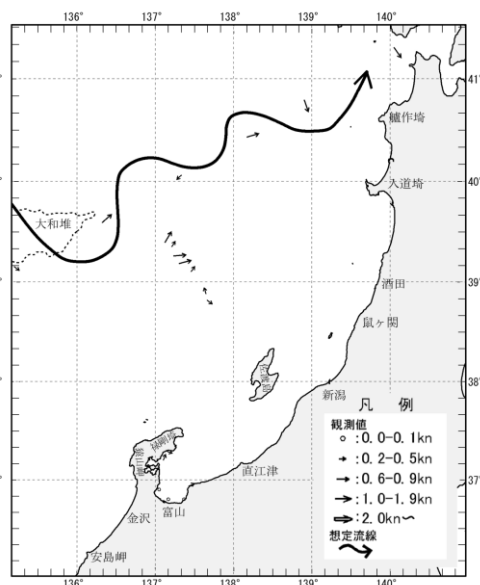 136° 137° 138° 139° 140°
41°
艫作埼
40°
入道埼
大和堆
39°
酒田
鼠ヶ関
38°
新潟
凡 例
観測値
:0.0-0.1kn
:0.2-0.5kn
:0.6-0.9kn
:1.0-1.9kn
:2.0kn~
想定流線
直江津
37°
富山
金沢
安島岬
136° 137° 138° 139° 140°